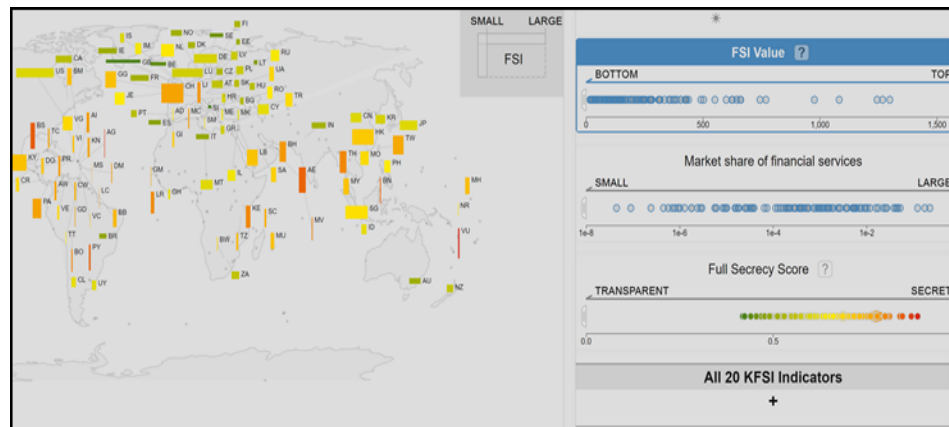 SMALL LARGE
FSI
FI
IS NO SE
IE IM NL DK EE
CA GB BE DE LV LT RU
US BM GG FR LU CZ PL UA
CH LI AT SK HU
JE HR BG RO TR
VG AI PT AD MC SI ME MK CY
BS TC AG ES SM GR IN CN KR JP
VI KN GI IT HK
KY DG PR MS DM GM IL LB BH TH MO TW
CR AW CW LC GH MT SA AE MY PH BN MH
PA VE GD VC BB LR KE SC SG NR
TT BR MV ID VU
BO PY BW TZ MU
CL UY ZA AU NZ
FSI Value ?
BOTTOM TOP
0 500 1,000 1,500
Market share of financial services
SMALL LARGE
1e-8 1e-6 1e-4 1e-2
Full Secrecy Score ?
TRANSPARENT SECRET
0.0 0.5
All 20 KFSI Indicators
+